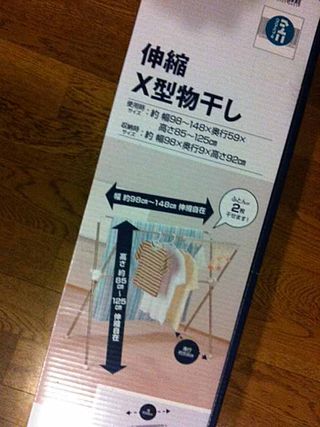 伸縮
X型物干し
使用時:約 幅98〜148×奥行59×
サイズ
高さ85〜125㎝
収納時:約 幅98×奥行9×高さ92㎝
サイズ
幅 約98㎝〜148㎝ 伸縮自在
ふとんが
2枚
干せます!
高さ 約85㎝〜125㎝ 伸縮自在
奥行